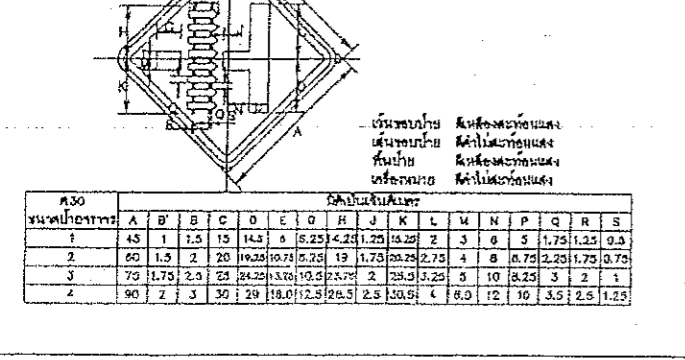 H
K
A
เส้นขอบป้าย สีเหลืองสะท้อนแสง
เส้นขอบป้าย สีดำไม่สะท้อนแสง
พื้นป้าย สีเหลืองสะท้อนแสง
เครื่องหมาย สีดำไม่สะท้อนแสง
ต30 มิติเป็นเซ็นติเมตร
ขนาดป้ายจราจร A B' B C D E G H J K L M N P Q R S
1 45 1 1.5 15 14.5 8 6.25 14.25 1.25 15.25 2 3 6 5 1.75 1.25 0.5
2 60 1.5 2 20 19.25 10.75 8.25 19 1.75 20.25 2.75 4 8 6.75 2.25 1.75 0.75
3 75 1.75 2.5 25 24.25 13.75 10.5 23.75 2 25.5 3.25 5 10 8.25 3 2 1
4 90 2 3 30 29 16.0 12.5 28.5 2.5 30.5 4 6.0 12 10 3.5 2.5 1.25